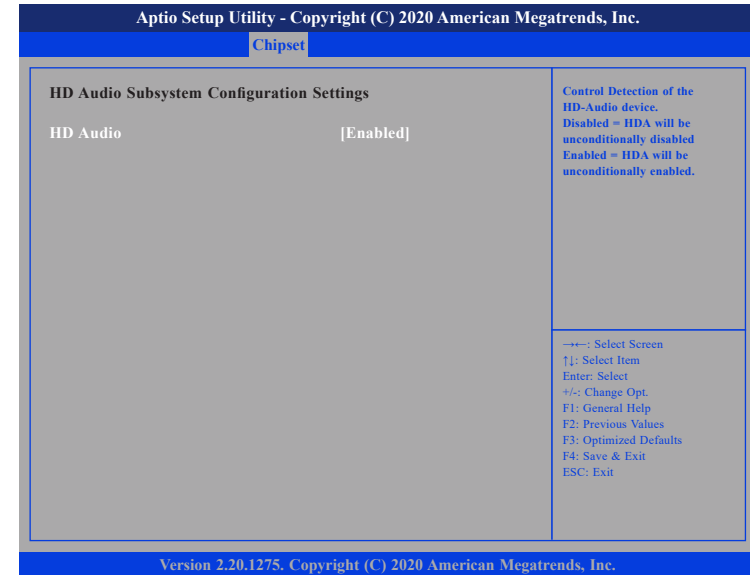 Aptio Setup Utility - Copyright (C) 2020 American Megatrends, Inc.
Chipset
HD Audio Subsystem Configuration Settings
HD Audio [Enabled]
Control Detection of the
HD-Audio device.
Disabled = HDA will be
unconditionally disabled
Enabled = HDA will be
unconditionally enabled.
→←: Select Screen
↑↓: Select Item
Enter: Select
+/-: Change Opt.
F1: General Help
F2: Previous Values
F3: Optimized Defaults
F4: Save & Exit
ESC: Exit
Version 2.20.1275. Copyright (C) 2020 American Megatrends, Inc.